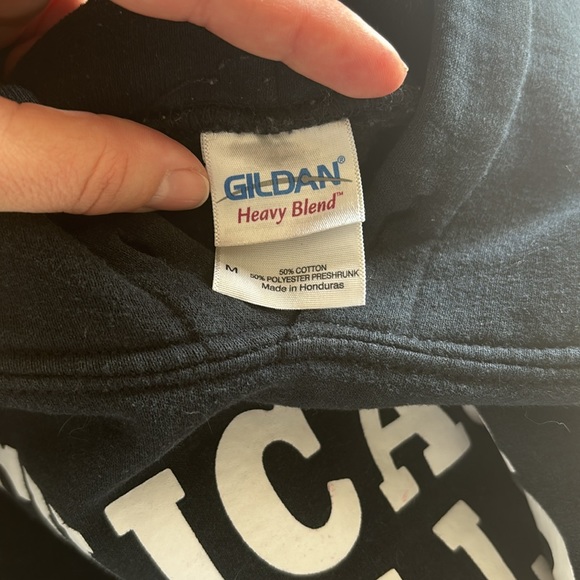 GILDAN®
Heavy Blend™
M
50% COTTON
50% POLYESTER PRESHRUNK
Made in Honduras
ICA